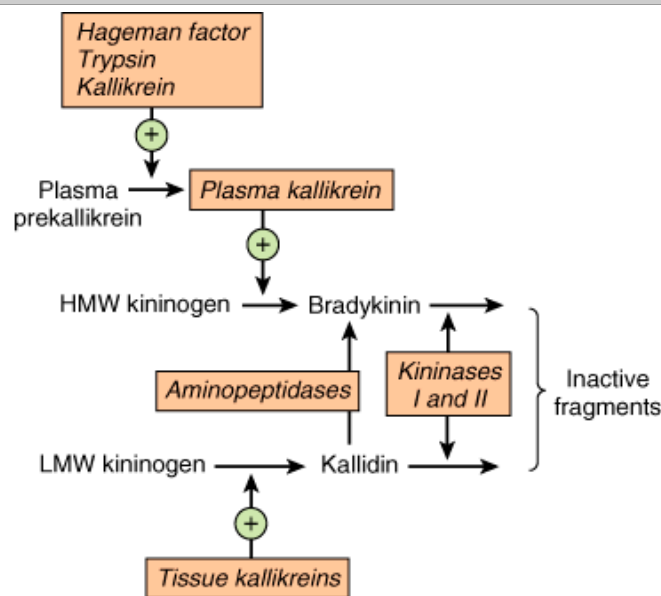 Hageman factor
Trypsin
Kallikrein
+
Plasma
prekallikrein
Plasma kallikrein
+
HMW kininogen
Bradykinin
Aminopeptidases
Kininases
I and II
Inactive
fragments
LMW kininogen
Kallidin
+
Tissue kallikreins